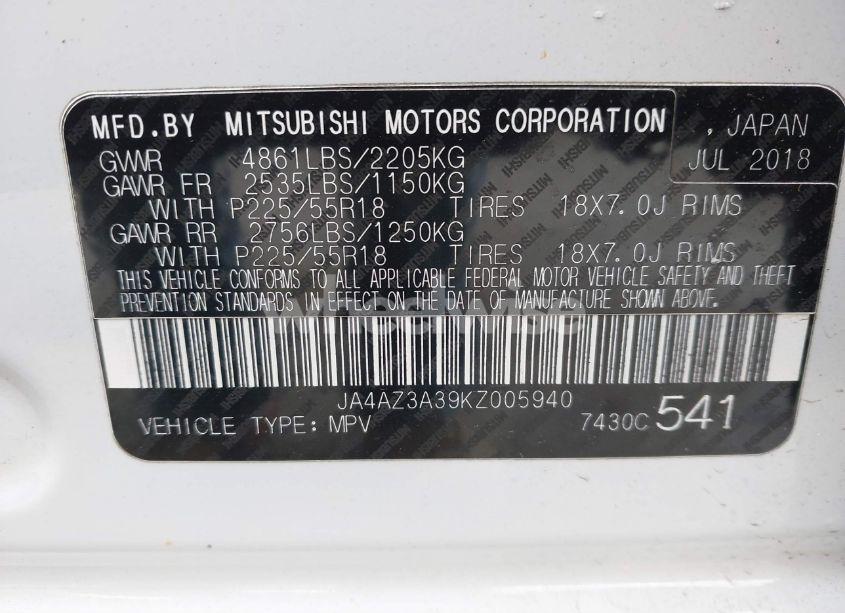 MFD.BY MITSUBISHI MOTORS CORPORATION , JAPAN
GVWR 4861LBS/2205KG JUL 2018
GAWR FR 2535LBS/1150KG
WITH P225/55R18 TIRES 18X7.0J RIMS
GAWR RR 2756LBS/1250KG
WITH P225/55R18 TIRES 18X7.0J RIMS
THIS VEHICLE CONFORMS TO ALL APPLICABLE FEDERAL MOTOR VEHICLE SAFETY AND THEFT
PREVENTION STANDARDS IN EFFECT ON THE DATE OF MANUFACTURE SHOWN ABOVE.
wheelwise
JA4AZ3A39KZ005940
VEHICLE TYPE: MPV 7430C 541